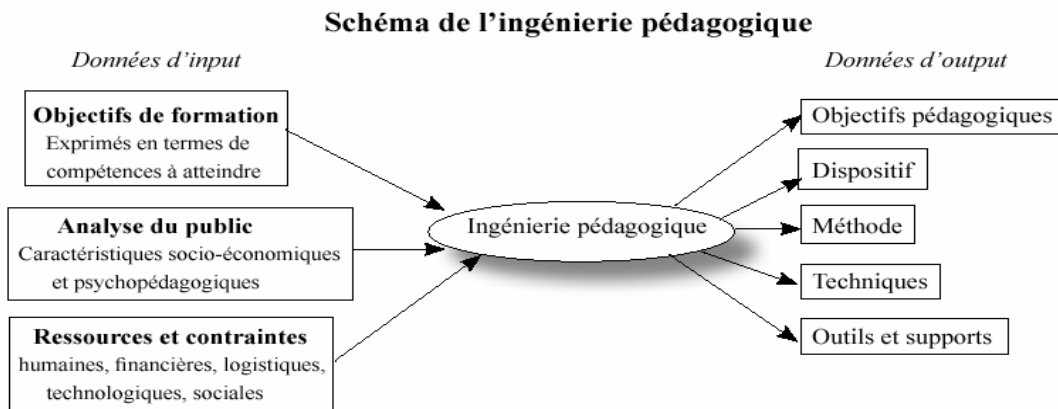 Schéma de l'ingénierie pédagogique
Données d'input
Objectifs de formation
Exprimés en termes de
compétences à atteindre
Analyse du public
Caractéristiques socio-économiques
et psychopédagogiques
Ressources et contraintes
humaines, financières, logistiques,
technologiques, sociales
Ingénierie pédagogique
Données d'output
Objectifs pédagogiques
Dispositif
Méthode
Techniques
Outils et supports